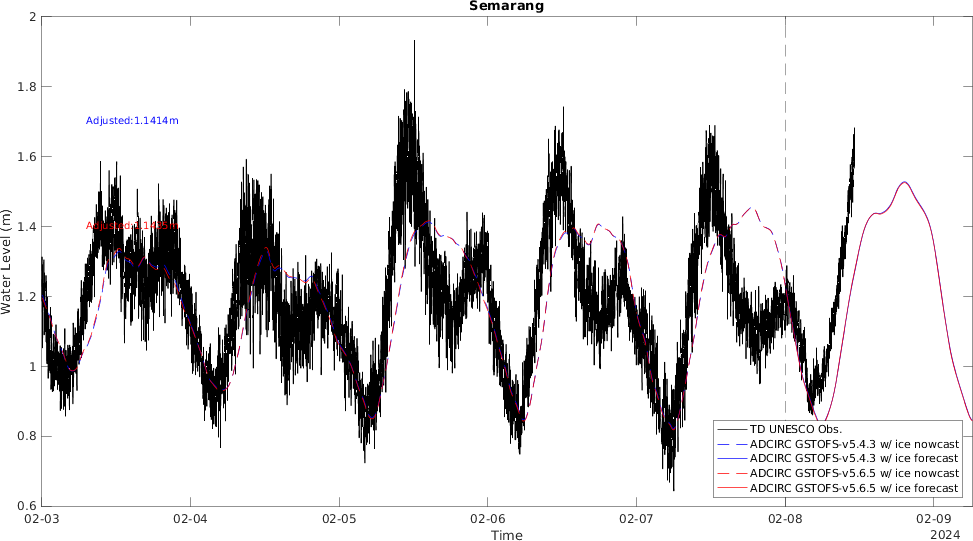 Semarang
2
1.8
1.6
1.4
1.2
1
0.8
0.6
Water Level (m)
Adjusted:1.1414m
TD UNESCO Obs.
ADCIRC GSTOFS-v5.4.3 w/ ice nowcast
ADCIRC GSTOFS-v5.4.3 w/ ice forecast
ADCIRC GSTOFS-v5.6.5 w/ ice nowcast
ADCIRC GSTOFS-v5.6.5 w/ ice forecast
02-03 02-04 02-05 02-06 02-07 02-08 02-09
Time
2024